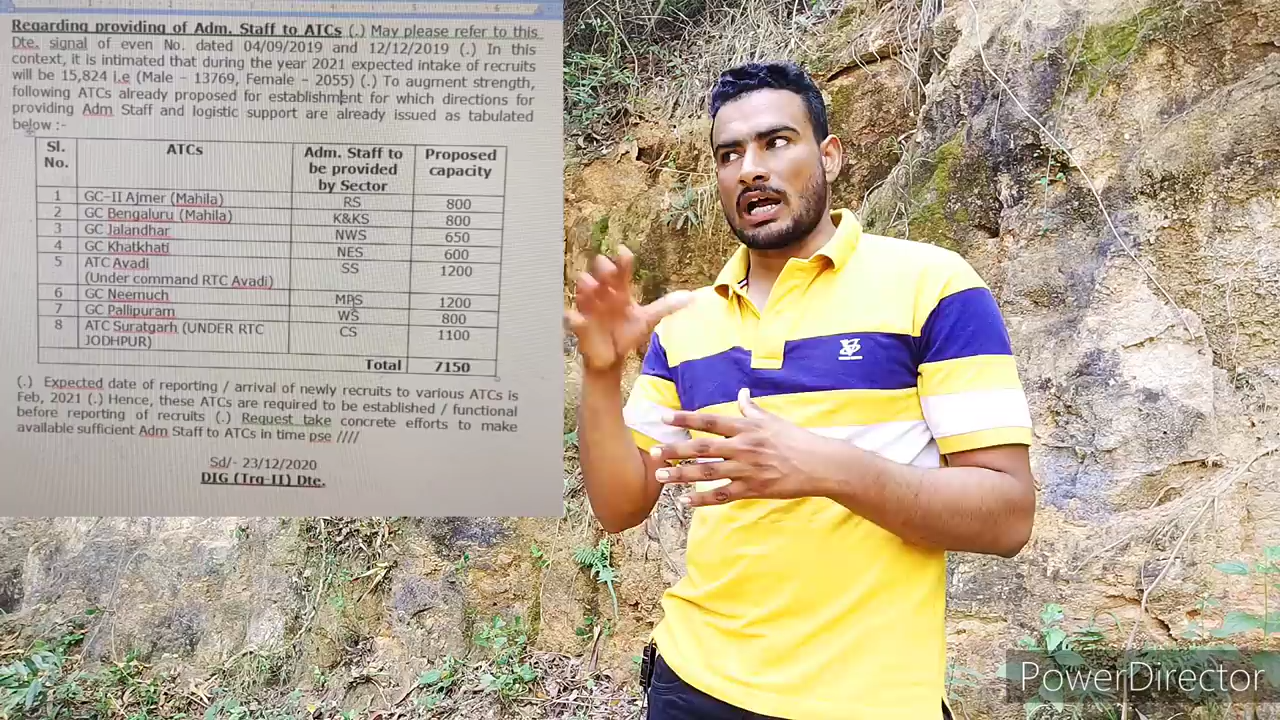 Regarding providing of Adm. Staff to ATCs (.) May please refer to this
Dte. signal of even No. dated 04/09/2019 and 12/12/2019 (.) In this
context, it is intimated that during the year 2021 expected intake of recruits
will be 15,824 i.e (Male – 13769, Female – 2055) (.) To augment strength,
following ATCs already proposed for establishment for which directions for
providing Adm Staff and logistic support are already issued as tabulated
below :-
Sl. No. ATCs Adm. Staff to be provided by Sector Proposed capacity
1 GC-II Ajmer (Mahila) RS 800
2 GC Bengaluru (Mahila) K&KS 800
3 GC Jalandhar NWS 650
4 GC Khatkhati NES 600
5 ATC Avadi (Under command RTC Avadi) SS 1200
6 GC Neemuch MPS 1200
7 GC Pallipuram WS 800
8 ATC Suratgarh (UNDER RTC JODHPUR) CS 1100
Total 7150
(.) Expected date of reporting / arrival of newly recruits to various ATCs is
Feb, 2021 (.) Hence, these ATCs are required to be established / functional
before reporting of recruits (.) Request take concrete efforts to make
available sufficient Adm Staff to ATCs in time pse ////
Sd/- 23/12/2020
DIG (Trg-II) Dte.
PowerDirector